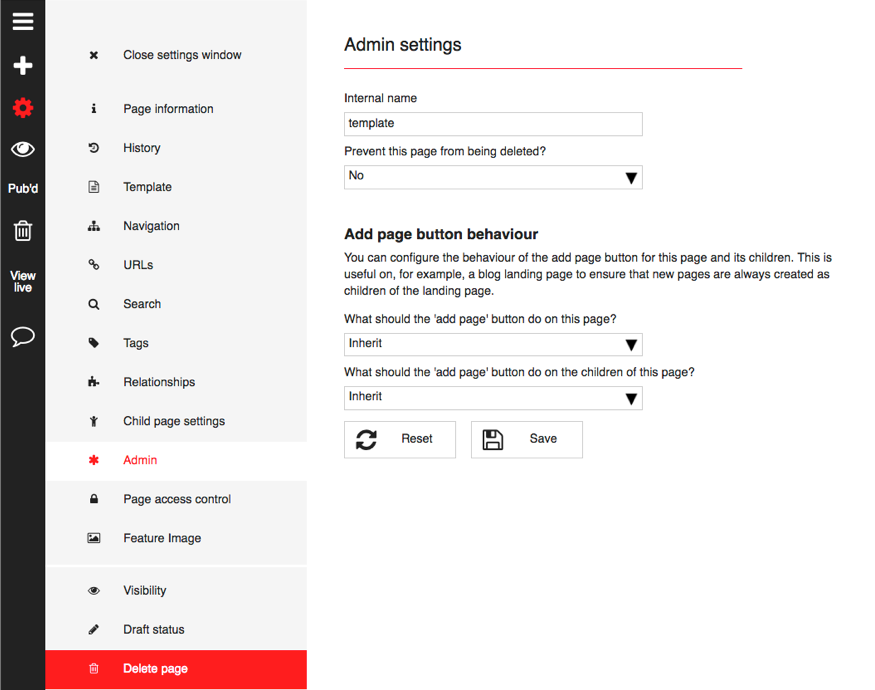 Pub'd
View
live
Close settings window
Page information
History
Template
Navigation
URLs
Search
Tags
Relationships
Child page settings
Admin
Page access control
Feature Image
Visibility
Draft status
Delete page
Admin settings
Internal name
template
Prevent this page from being deleted?
No
Add page button behaviour
You can configure the behaviour of the add page button for this page and its children. This is
useful on, for example, a blog landing page to ensure that new pages are always created as
children of the landing page.
What should the 'add page' button do on this page?
Inherit
What should the 'add page' button do on the children of this page?
Inherit
Reset
Save